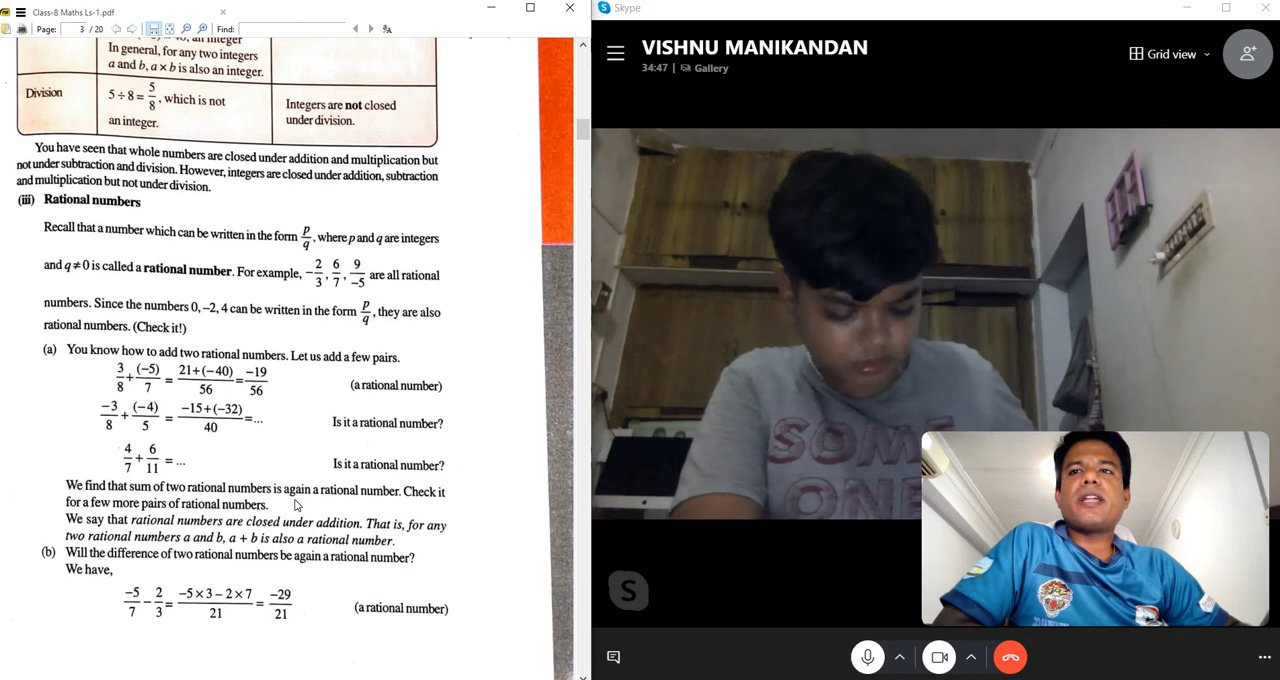 Class-8 Maths Ls-1.pdf
Page: 3 / 20 Find:
In general, for any two integers
a and b, a × b is also an integer.
Division
5 ÷ 8 = 5/8, which is not
an integer.
Integers are not closed
under division.
You have seen that whole numbers are closed under addition and multiplication but
not under subtraction and division. However, integers are closed under addition, subtraction
and multiplication but not under division.
(iii) Rational numbers
Recall that a number which can be written in the form p/q, where p and q are integers
and q ≠ 0 is called a rational number. For example, -2/3, 6/7, 9/-5 are all rational
numbers. Since the numbers 0, –2, 4 can be written in the form p/q, they are also
rational numbers. (Check it!)
(a) You know how to add two rational numbers. Let us add a few pairs.
3/8 + (–5)/7 = 21+(–40)/56 = –19/56 (a rational number)
–3/8 + (–4)/5 = –15+(–32)/40 = ... Is it a rational number?
4/7 + 6/11 = ... Is it a rational number?
We find that sum of two rational numbers is again a rational number. Check it
for a few more pairs of rational numbers.
We say that rational numbers are closed under addition. That is, for any
two rational numbers a and b, a + b is also a rational number.
(b) Will the difference of two rational numbers be again a rational number?
We have,
–5/7 – 2/3 = –5 × 3 – 2 × 7/21 = –29/21 (a rational number)
Skype
VISHNU MANIKANDAN
34:47 | Gallery
Grid view
SOME
ONE
S